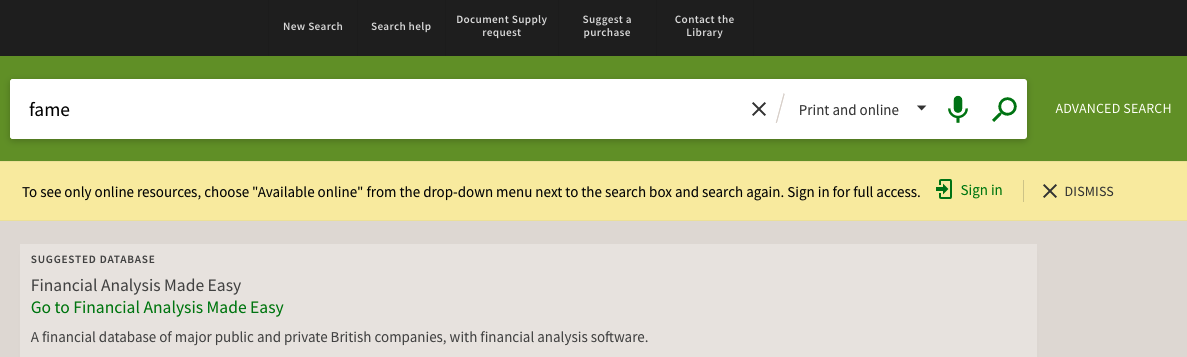 New Search
Search help
Document Supply
request
Suggest a
purchase
Contact the
Library
fame
Print and online
ADVANCED SEARCH
To see only online resources, choose "Available online" from the drop-down menu next to the search box and search again. Sign in for full access.
Sign in
DISMISS
SUGGESTED DATABASE
Financial Analysis Made Easy
Go to Financial Analysis Made Easy
A financial database of major public and private British companies, with financial analysis software.